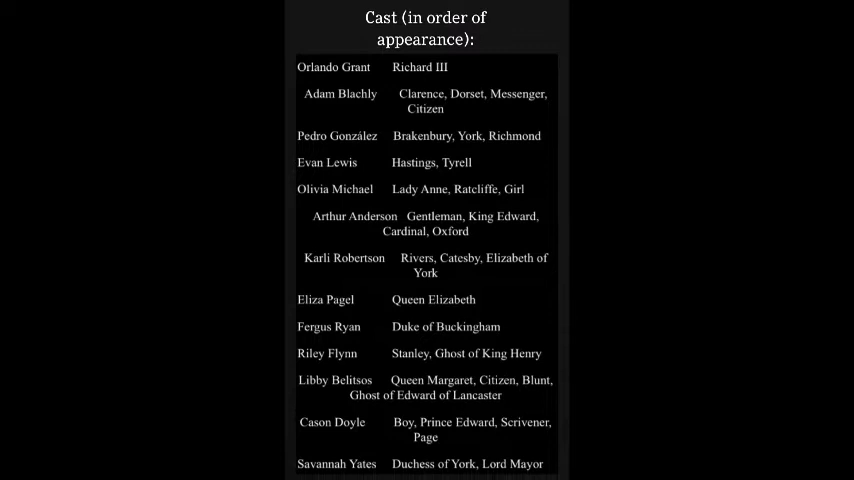 Cast (in order of
appearance):
Orlando Grant Richard III
Adam Blachly Clarence, Dorset, Messenger,
Citizen
Pedro González Brakenbury, York, Richmond
Evan Lewis Hastings, Tyrell
Olivia Michael Lady Anne, Ratcliffe, Girl
Arthur Anderson Gentleman, King Edward,
Cardinal, Oxford
Karli Robertson Rivers, Catesby, Elizabeth of
York
Eliza Pagel Queen Elizabeth
Fergus Ryan Duke of Buckingham
Riley Flynn Stanley, Ghost of King Henry
Libby Belitsos Queen Margaret, Citizen, Blunt,
Ghost of Edward of Lancaster
Cason Doyle Boy, Prince Edward, Scrivener,
Page
Savannah Yates Duchess of York, Lord Mayor